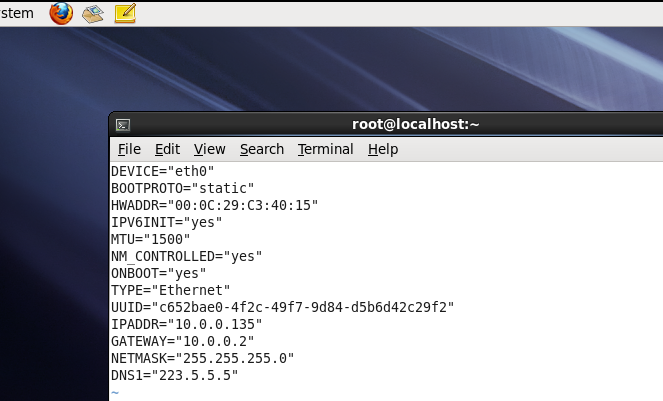 stem
root@localhost:~
File Edit View Search Terminal Help
DEVICE="eth0"
BOOTPROTO="static"
HWADDR="00:0C:29:C3:40:15"
IPV6INIT="yes"
MTU="1500"
NM_CONTROLLED="yes"
ONBOOT="yes"
TYPE="Ethernet"
UUID="c652bae0-4f2c-49f7-9d84-d5b6d42c29f2"
IPADDR="10.0.0.135"
GATEWAY="10.0.0.2"
NETMASK="255.255.255.0"
DNS1="223.5.5.5"
~